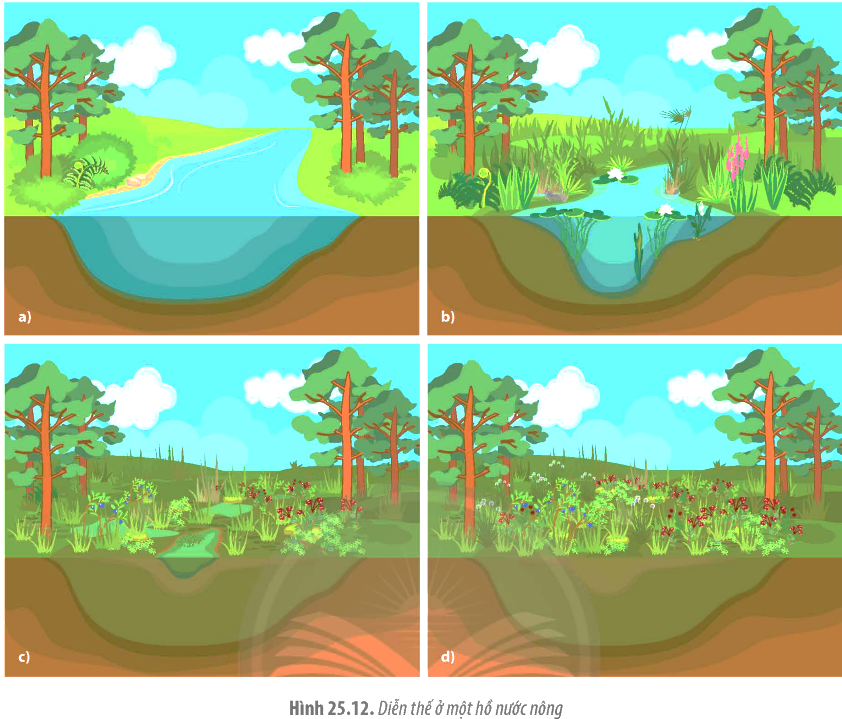 a)
b)
c)
d)
Hình 25.12. Diễn thế ở một hồ nước nông